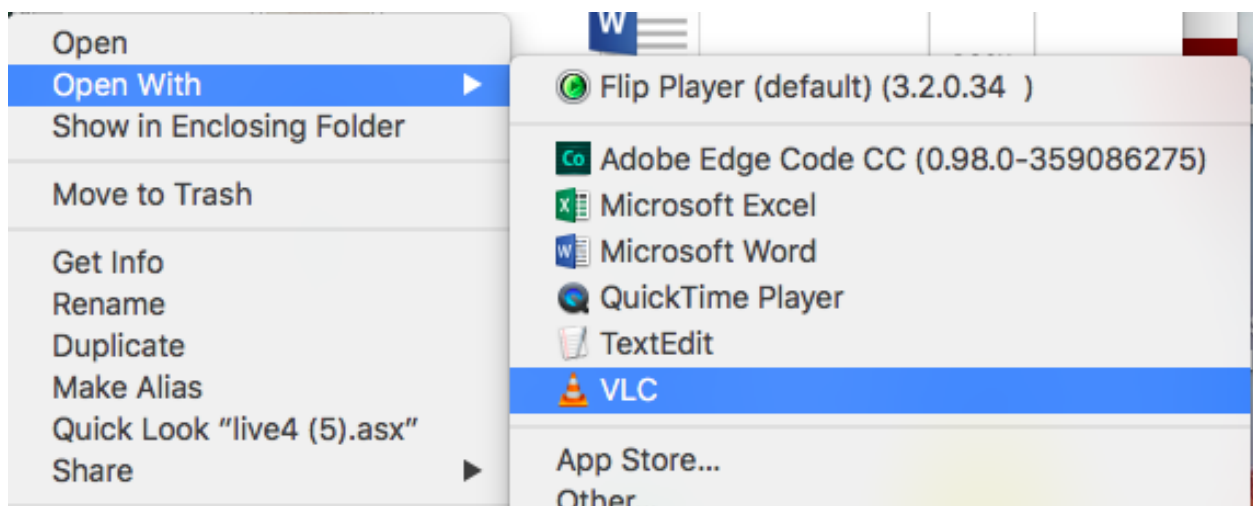 Open
Open With
Show in Enclosing Folder
Move to Trash
Get Info
Rename
Duplicate
Make Alias
Quick Look “live4 (5).asx”
Share
W
Flip Player (default) (3.2.0.34  )
Co Adobe Edge Code CC (0.98.0-359086275)
Microsoft Excel
Microsoft Word
QuickTime Player
TextEdit
VLC
App Store...
Other